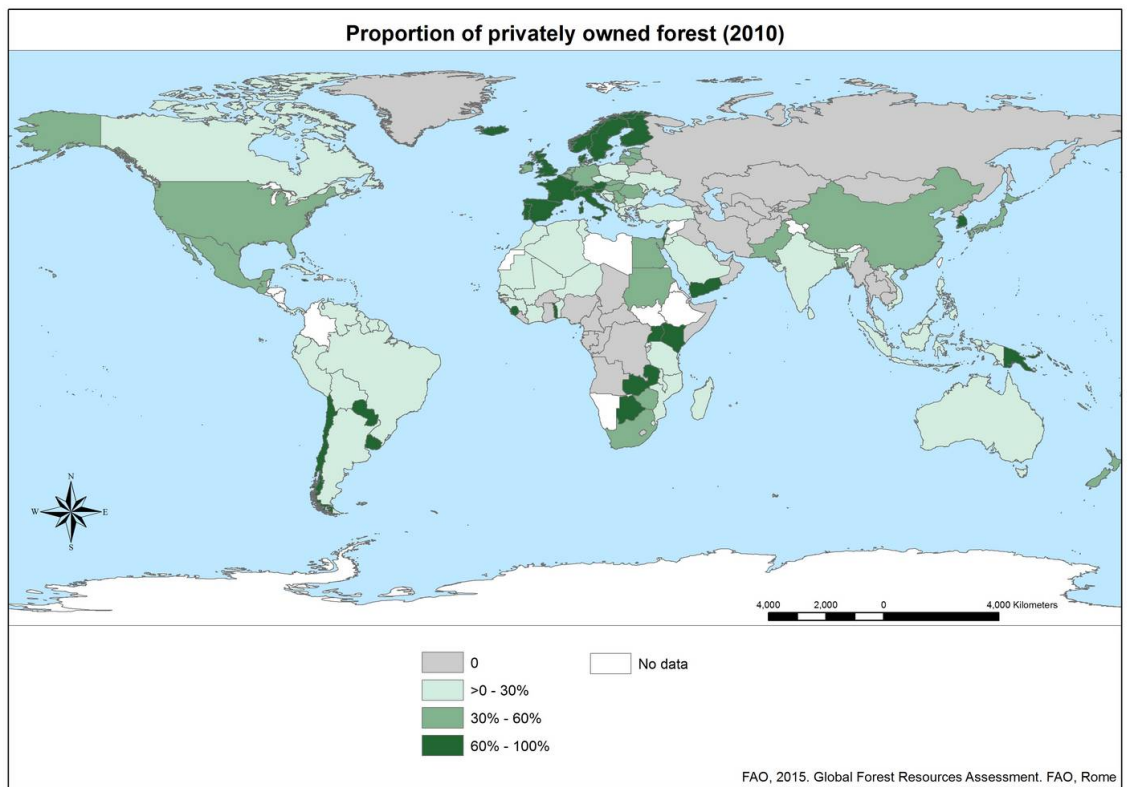 Proportion of privately owned forest (2010)
N
W E
S
4,000 2,000 0 4,000 Kilometers
0
>0 - 30%
30% - 60%
60% - 100%
No data
FAO, 2015. Global Forest Resources Assessment. FAO, Rome